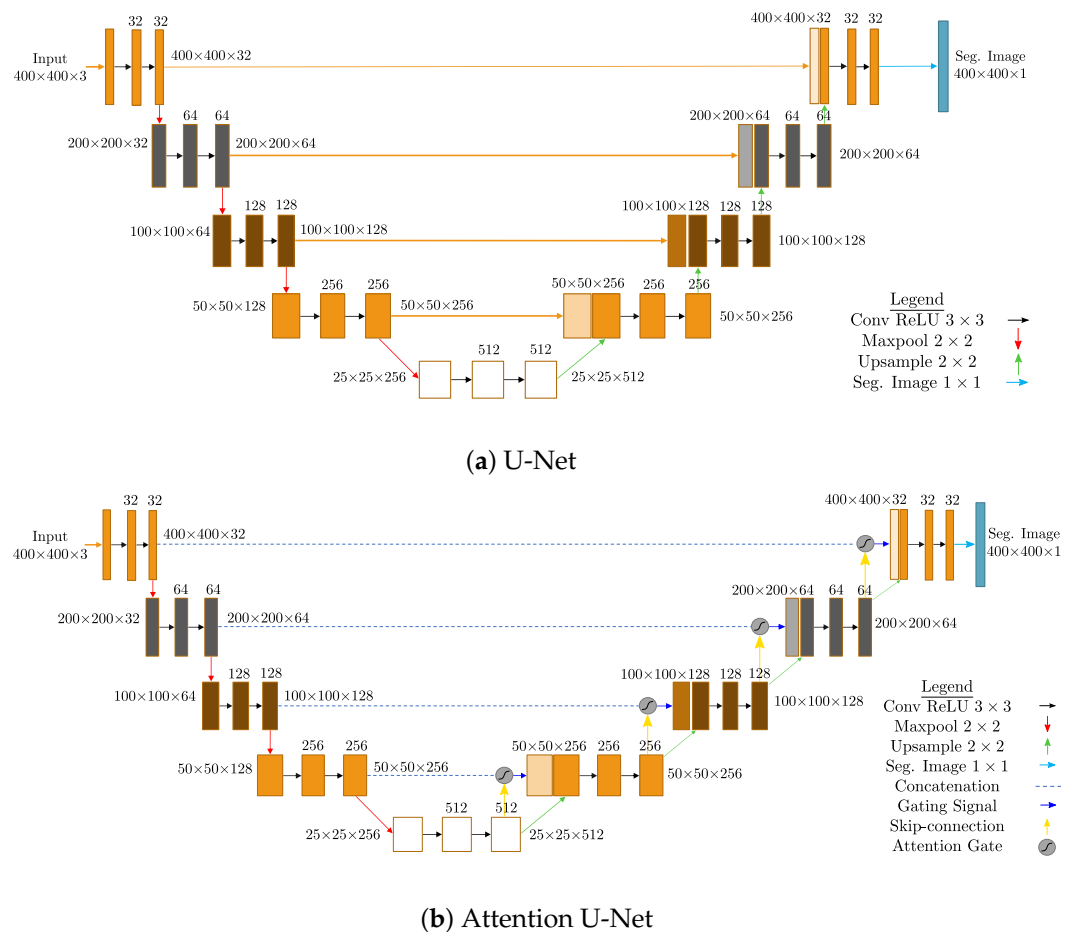 32 32
400×400×32
Input
400×400×3
400×400×32
32 32
Seg. Image
400×400×1
64 64
200×200×32
200×200×64
200×200×64
64 64
200×200×64
128 128
100×100×64
100×100×128
100×100×128
128 128
100×100×128
256 256
50×50×128
50×50×256
50×50×256
256 256
50×50×256
512 512
25×25×256
25×25×512
Legend
Conv ReLU 3 × 3
Maxpool 2 × 2
Upsample 2 × 2
Seg. Image 1 × 1
(a) U-Net
32 32
400×400×32
Input
400×400×3
400×400×32
32 32
Seg. Image
400×400×1
64 64
200×200×32
200×200×64
200×200×64
64 64
200×200×64
128 128
100×100×64
100×100×128
100×100×128
128 128
100×100×128
256 256
50×50×128
50×50×256
50×50×256
256 256
50×50×256
512 512
25×25×256
25×25×512
Legend
Conv ReLU 3 × 3
Maxpool 2 × 2
Upsample 2 × 2
Seg. Image 1 × 1
Concatenation
Gating Signal
Skip-connection
Attention Gate
(b) Attention U-Net